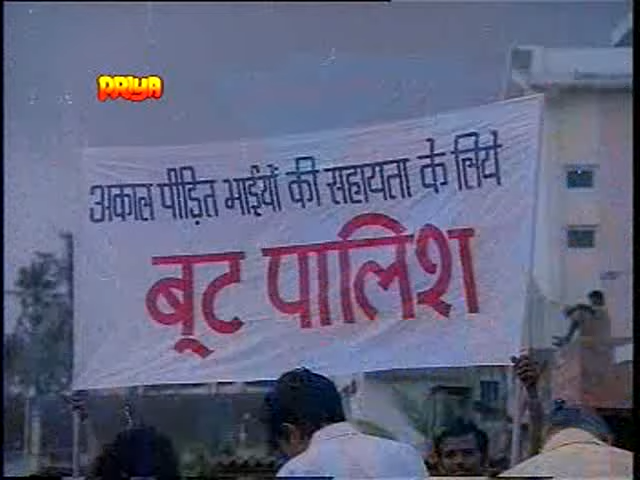 PRIYA
अकाल पीड़ित भाईयों की सहायता के लिये
बूट पालिश